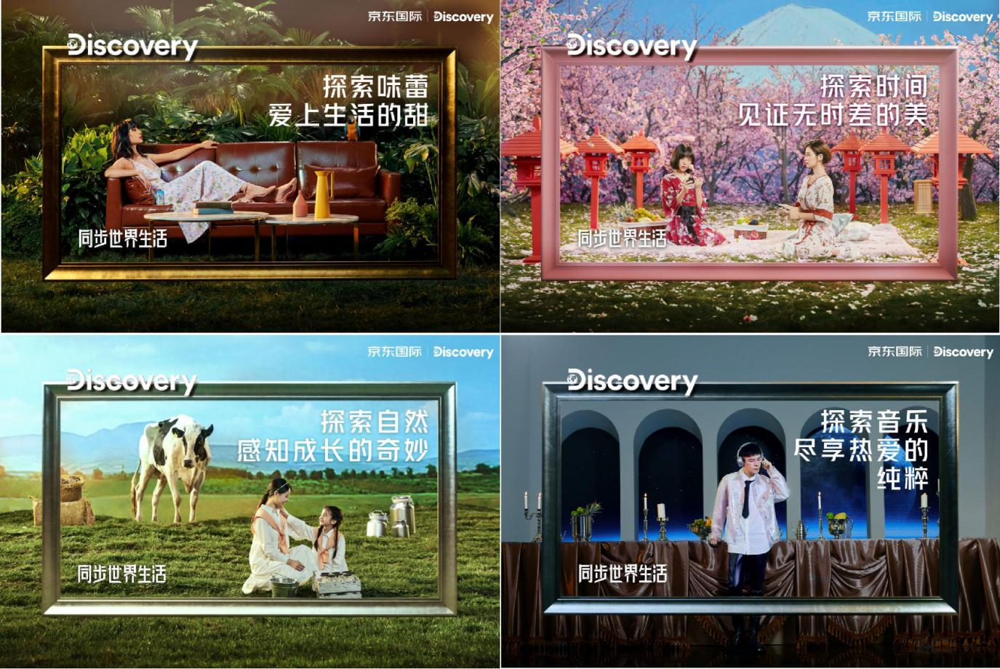 京东国际 Discovery
Discovery
探索味蕾
爱上生活的甜
同步世界生活
京东国际 Discovery
Discovery
探索时间
见证无时差的美
同步世界生活
京东国际 Discovery
Discovery
探索自然
感知成长的奇妙
同步世界生活
京东国际 Discovery
Discovery
探索音乐
尽享热爱的
纯粹
同步世界生活